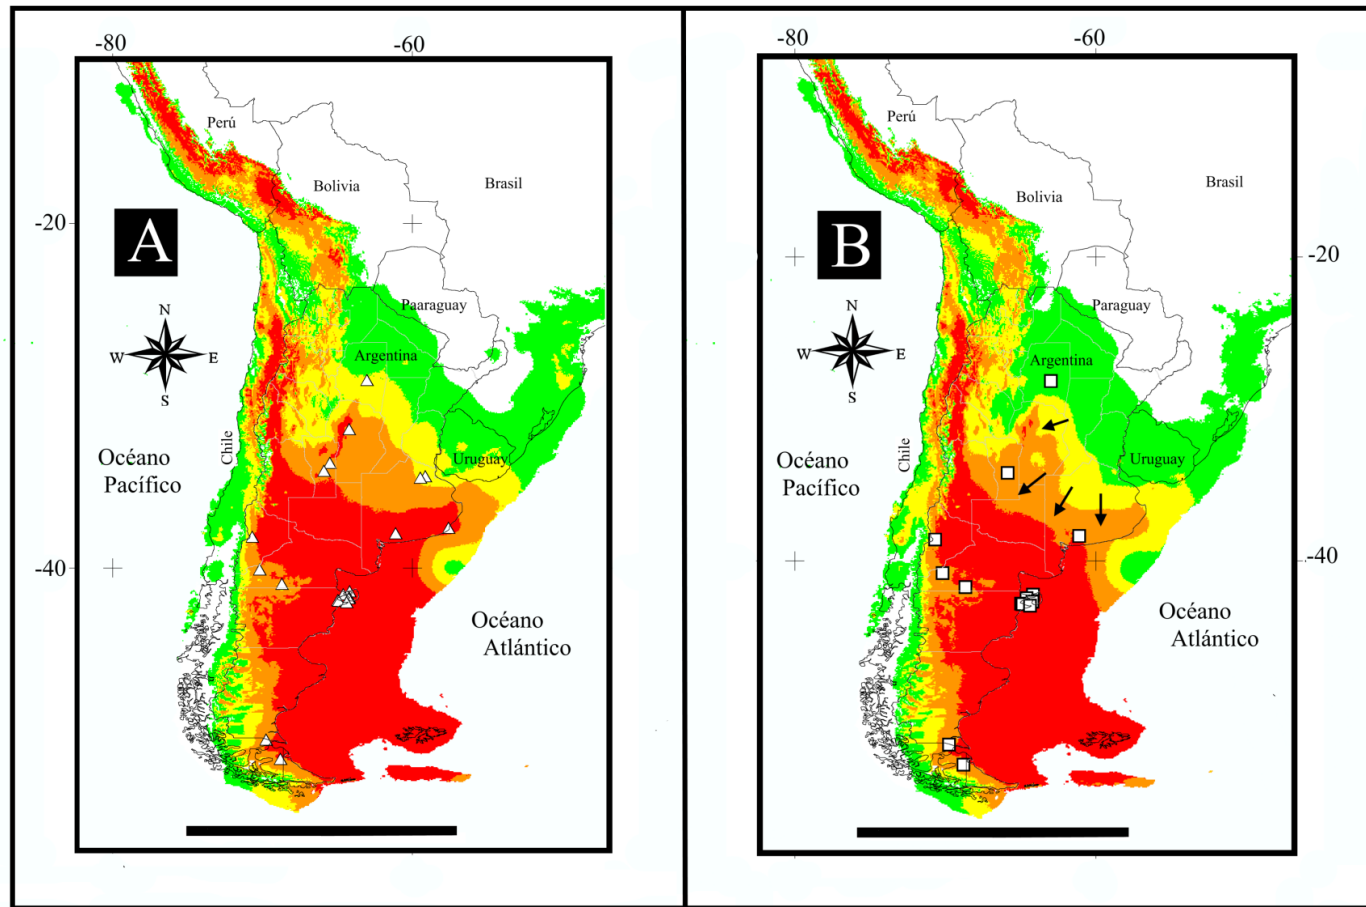 -80
-60
Perú
Bolivia
Brasil
-20
A
N
W
E
S
Paaraguay
Argentina
Chile
Uruguay
Océano
Pacífico
-40
Océano
Atlántico
-80
-60
Perú
Bolivia
Brasil
B
-20
N
W
E
S
Paraguay
Argentina
Chile
Uruguay
Océano
Pacífico
-40
Océano
Atlántico